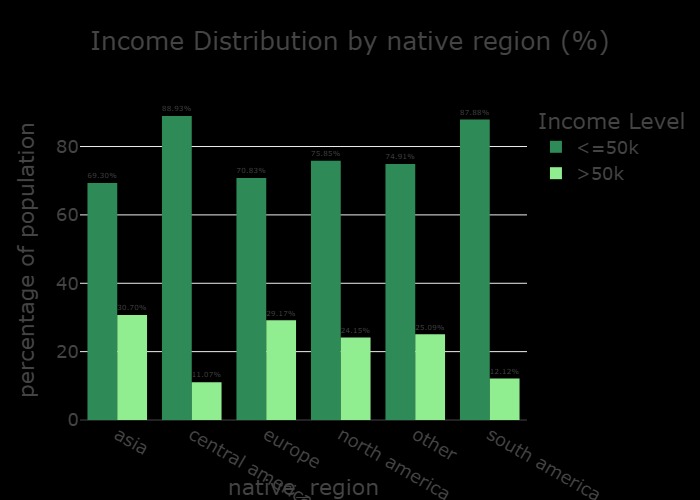 Income Distribution by native region (%)
percentage of population
80
60
40
20
0
69.30%
30.70%
88.93%
11.07%
70.83%
29.17%
75.85%
24.15%
74.91%
25.09%
87.88%
12.12%
asia
central america
europe
north america
other
south america
native_region
Income Level
<=50k
>50k